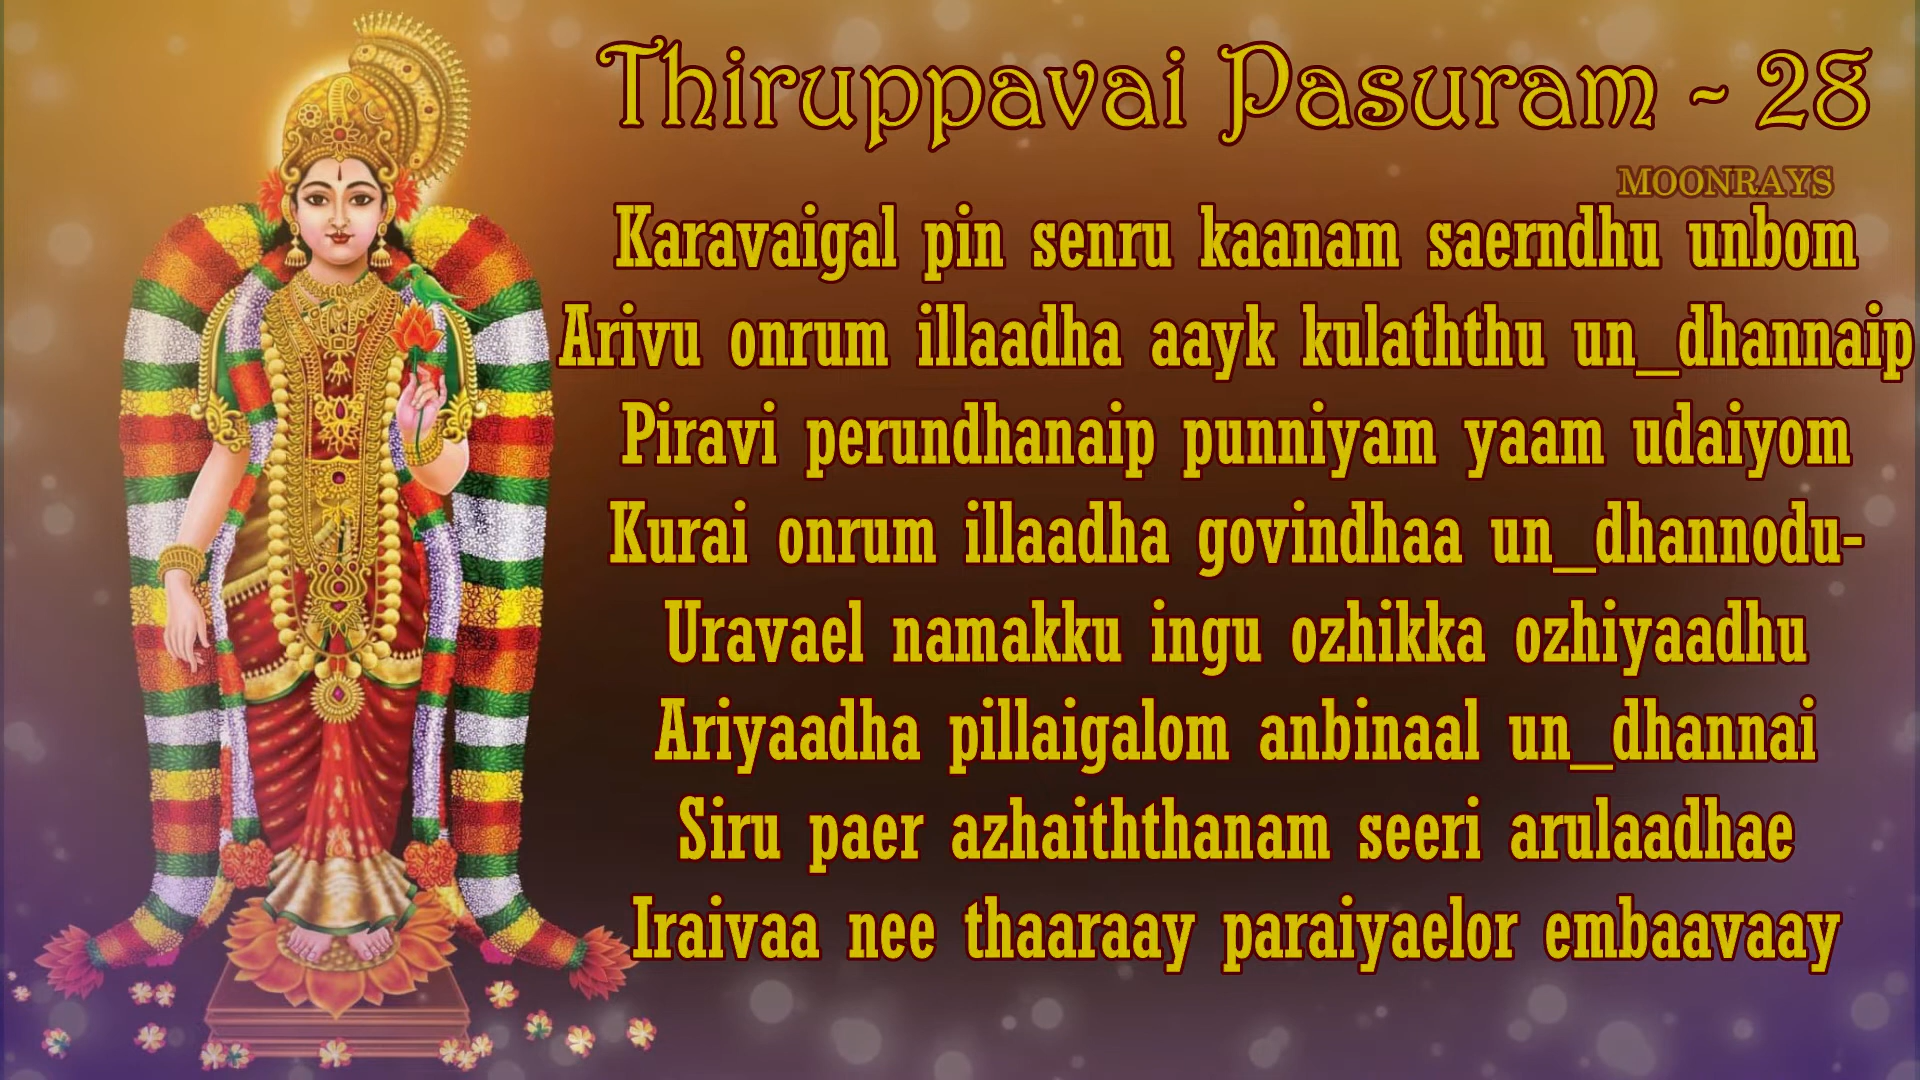 Thiruppavai Pasuram ~ 28
MOONRAYS
Karavaigal pin senru kaanam saerndhu unbom
Arivu onrum illaadha aayk kulaththu un_dhannaip
Piravi perundhanaip punniyam yaam udaiyom
Kurai onrum illaadha govindhaa un_dhannodu-
Uravael namakku ingu ozhikka ozhiyaadhu
Ariyaadha pillaigalom anbinaal un_dhannai
Siru paer azhaiththanam seeri arulaadhae
Iraivaa nee thaaraay paraiyaelor embaavaay